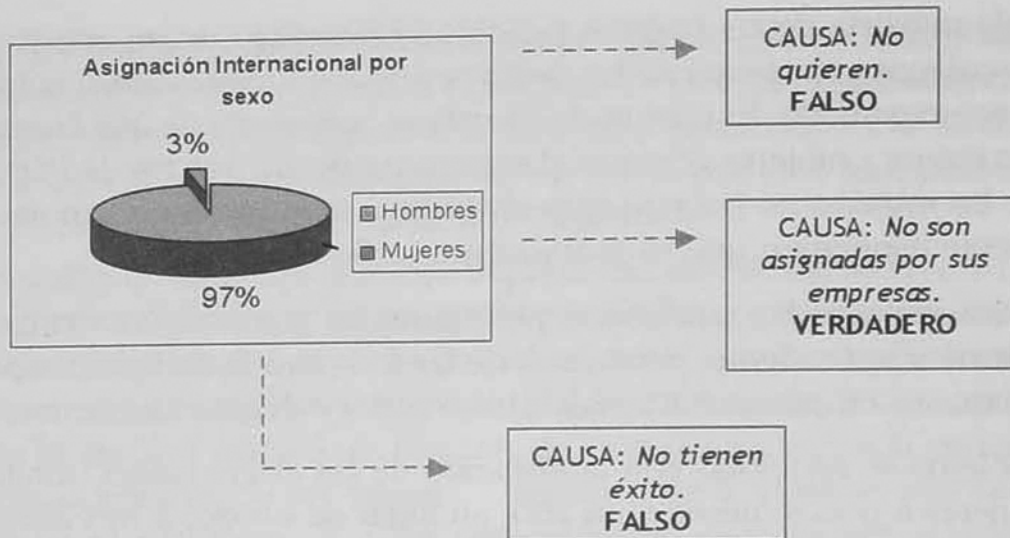 Asignación Internacional por
sexo
3%
Hombres
Mujeres
97%
CAUSA: No
quieren.
FALSO
CAUSA: No son
asignadas por sus
empresas.
VERDADERO
CAUSA: No tienen
éxito.
FALSO